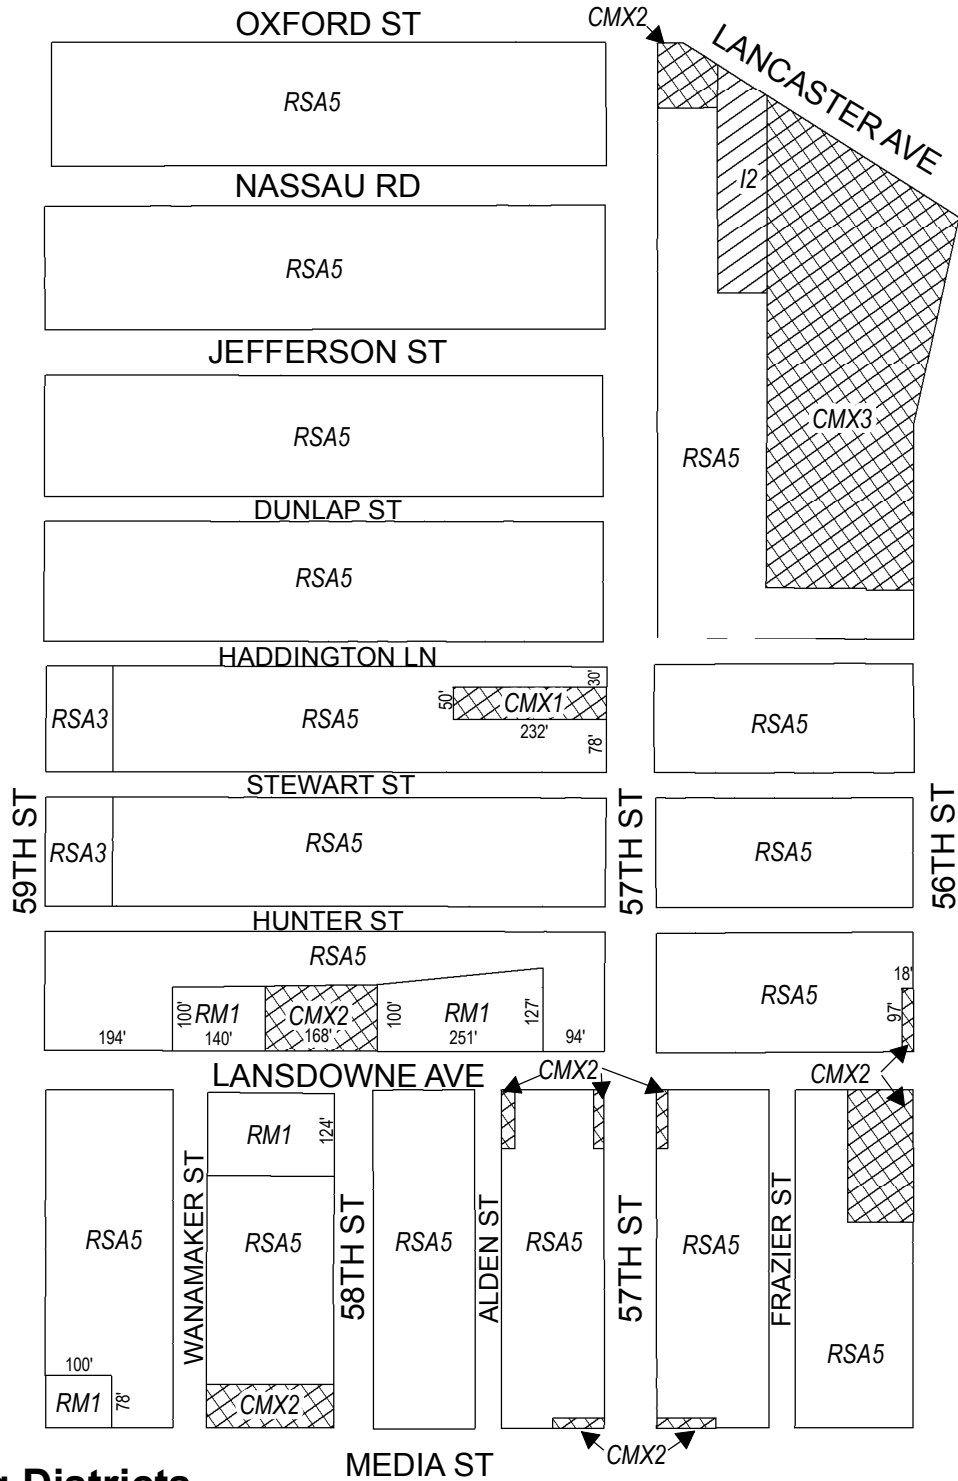 OXFORD ST
CMX2
LANCASTER AVE
RSA5
NASSAU RD
I2
RSA5
JEFFERSON ST
CMX3
RSA5
RSA5
DUNLAP ST
RSA5
HADDINGTON LN
30'
RSA3
RSA5
50'
CMX1
232'
78'
RSA5
STEWART ST
59TH ST
57TH ST
56TH ST
RSA3
RSA5
RSA5
HUNTER ST
RSA5
RSA5
18'
97'
194'
100'
RM1
140'
CMX2
168'
100'
RM1
251'
127'
94'
LANSDOWNE AVE
CMX2
CMX2
RM1
124'
WANAMAKER ST
58TH ST
ALDEN ST
57TH ST
FRAZIER ST
RSA5
RSA5
RSA5
RSA5
RSA5
RSA5
100'
RM1
78'
CMX2
CMX2
MEDIA ST
Districts